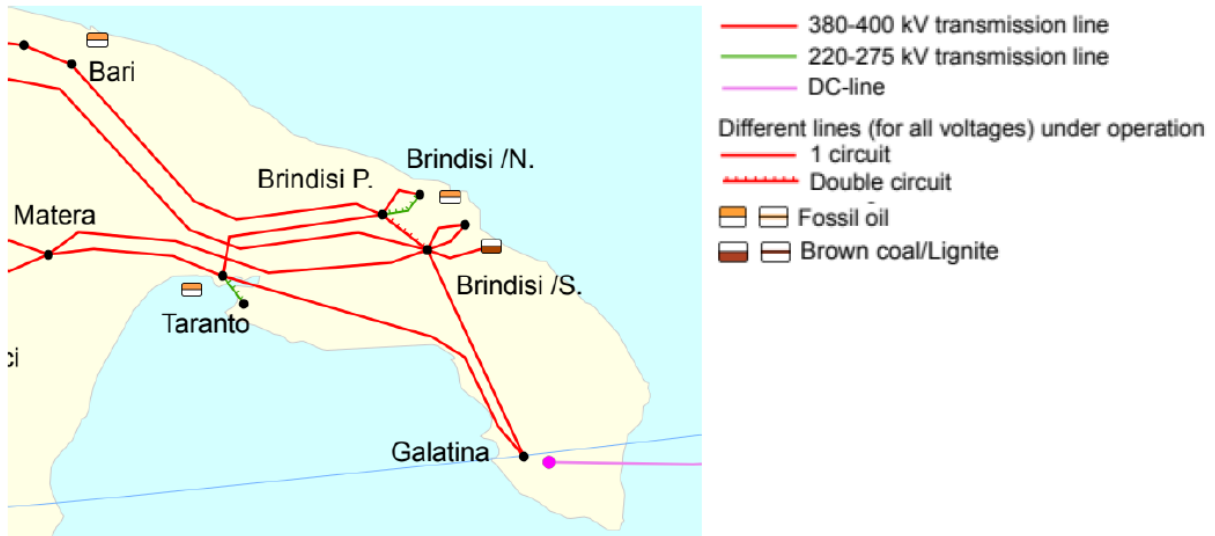 Bari
Brindisi /N.
Brindisi P.
Matera
Brindisi /S.
Taranto
ci
Galatina
380-400 kV transmission line
220-275 kV transmission line
DC-line
Different lines (for all voltages) under operation
1 circuit
Double circuit
Fossil oil
Brown coal/Lignite